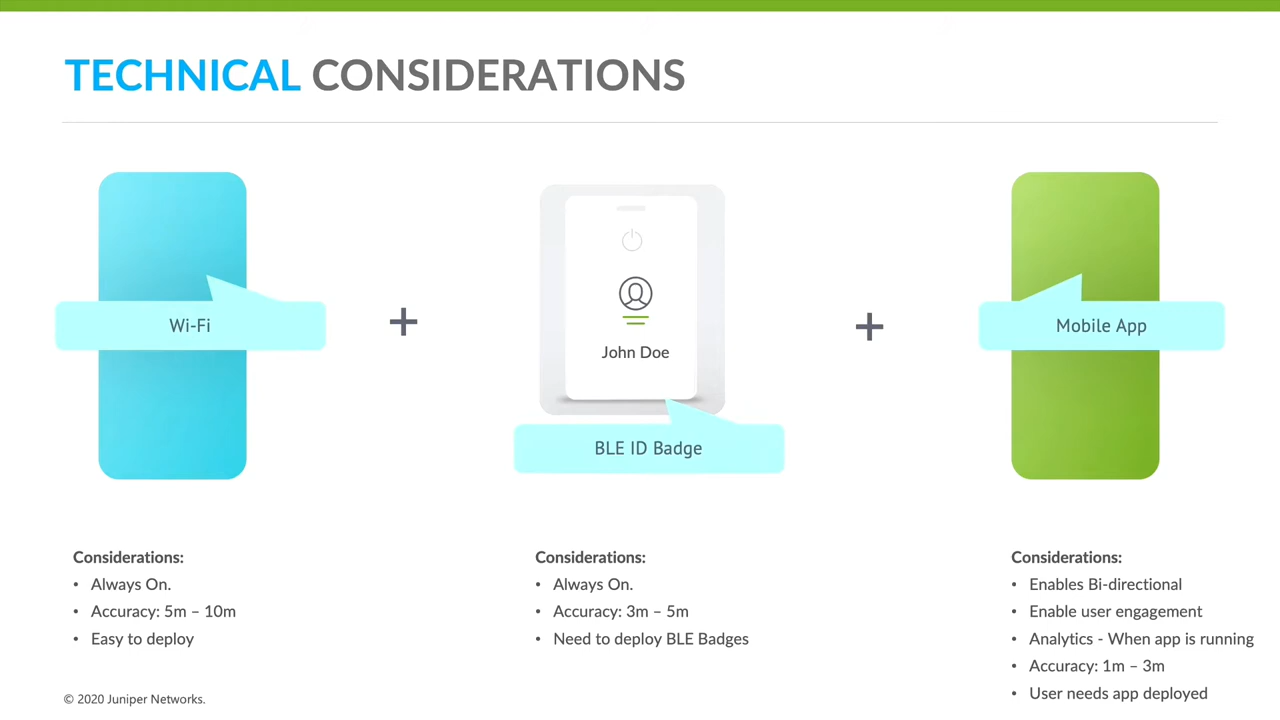 TECHNICAL CONSIDERATIONS
Wi-Fi
John Doe
BLE ID Badge
Mobile App
Considerations:
• Always On.
• Accuracy: 5m – 10m
• Easy to deploy
Considerations:
• Always On.
• Accuracy: 3m – 5m
• Need to deploy BLE Badges
Considerations:
• Enables Bi-directional
• Enable user engagement
• Analytics - When app is running
• Accuracy: 1m – 3m
• User needs app deployed
© 2020 Juniper Networks.